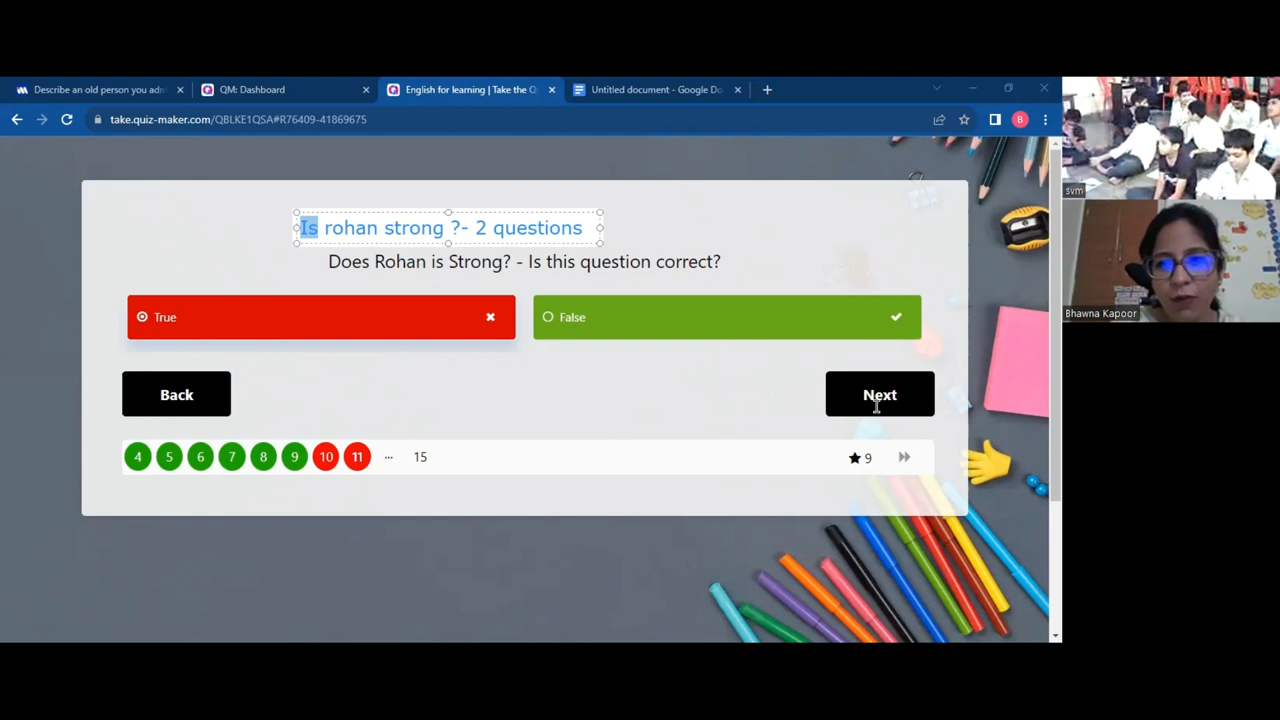 Describe an old person you adm
QM: Dashboard
English for learning | Take the Q
Untitled document - Google Do
take.quiz-maker.com/QBLKE1QSA#R76409-41869675
B
svm
Bhawna Kapoor
Is rohan strong ?- 2 questions
Does Rohan is Strong? - Is this question correct?
True
False
Back
Next
4 5 6 7 8 9 10 11 ... 15
9